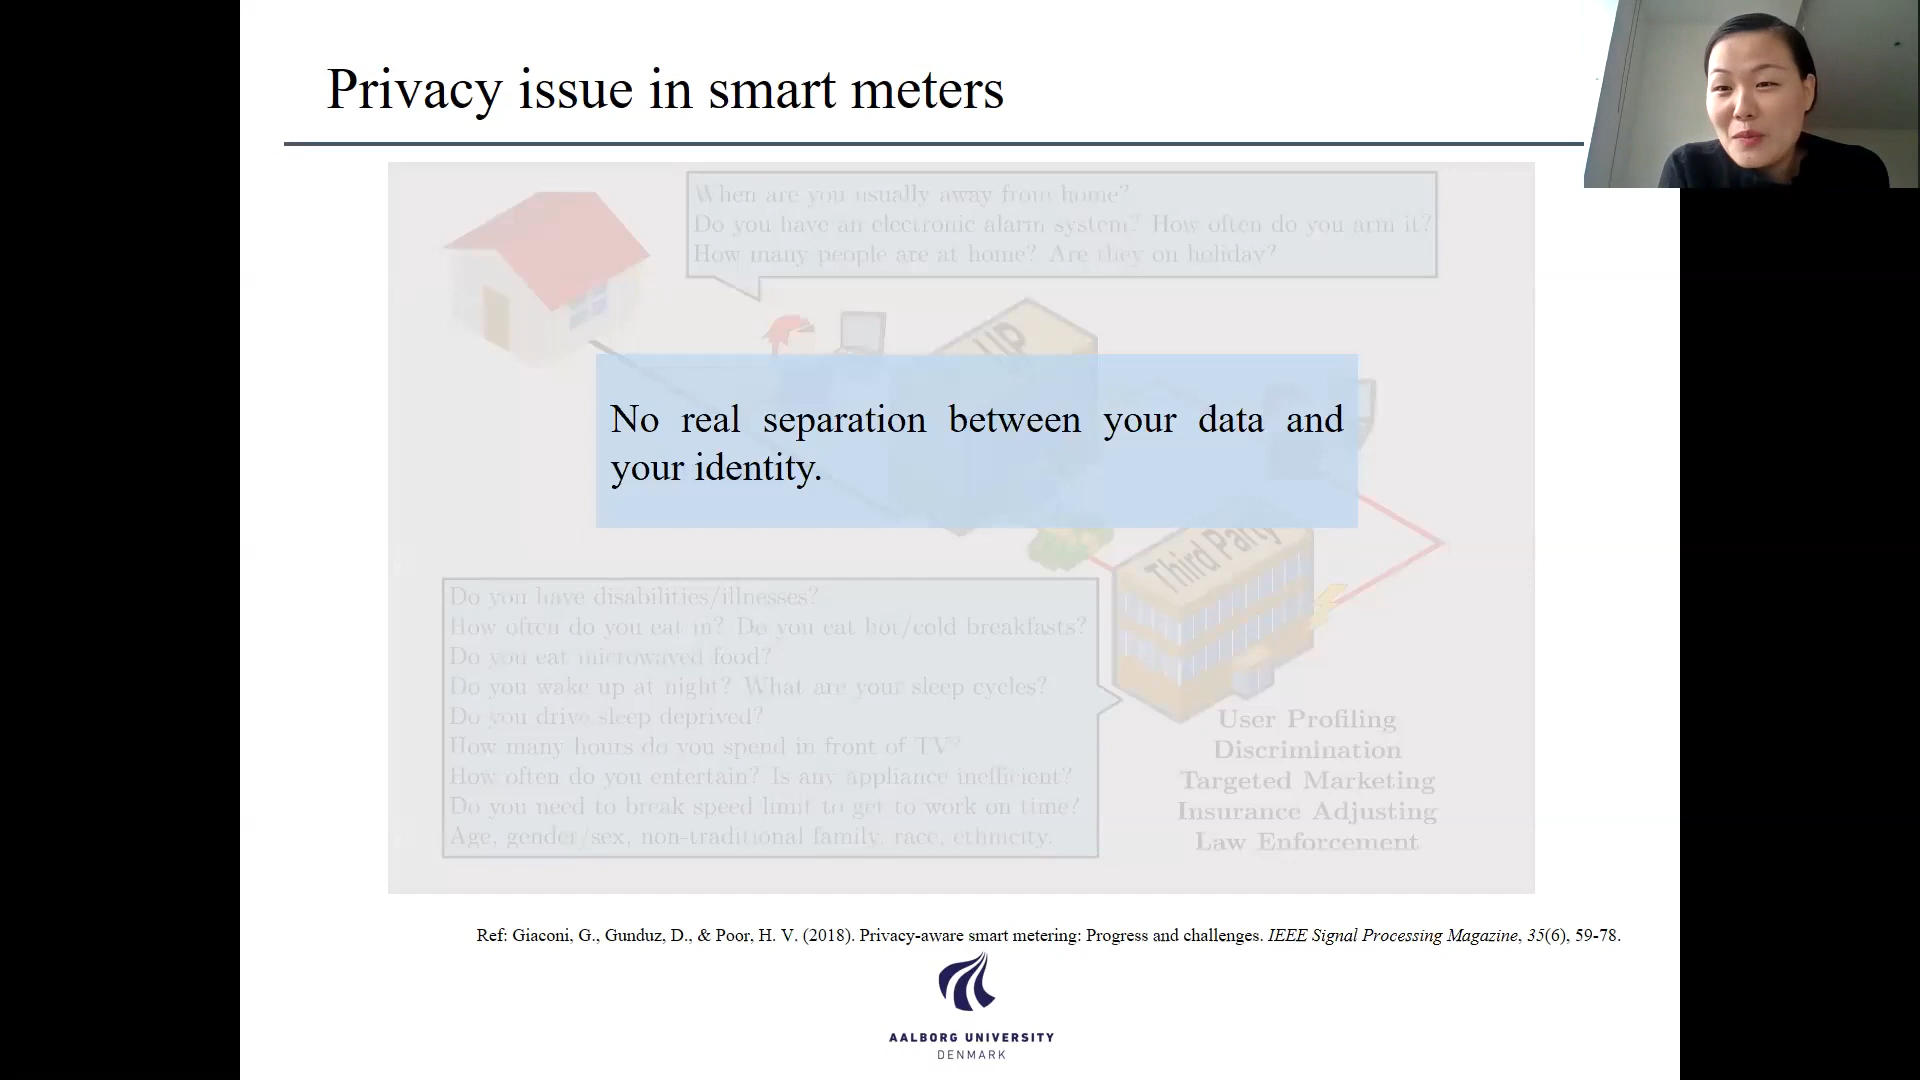 Privacy issue in smart meters
When are you usually away from home?
Do you have an electronic alarm system? How often do you arm it?
How many people are at home? Are they on holiday?
UP
No real separation between your data and
your identity.
Third Party
Do you have disabilities/illnesses?
How often do you eat in? Do you eat hot/cold breakfasts?
Do you eat microwaved food?
Do you wake up at night? What are your sleep cycles?
Do you drive sleep deprived?
How many hours do you spend in front of TV?
How often do you entertain? Is any appliance inefficient?
Do you need to break speed limit to get to work on time?
Age, gender/sex, non-traditional family, race, ethnicity.
User Profiling
Discrimination
Targeted Marketing
Insurance Adjusting
Law Enforcement
Ref: Giaconi, G., Gunduz, D., & Poor, H. V. (2018). Privacy-aware smart metering: Progress and challenges. IEEE Signal Processing Magazine, 35(6), 59-78.
AALBORG UNIVERSITY
DENMARK